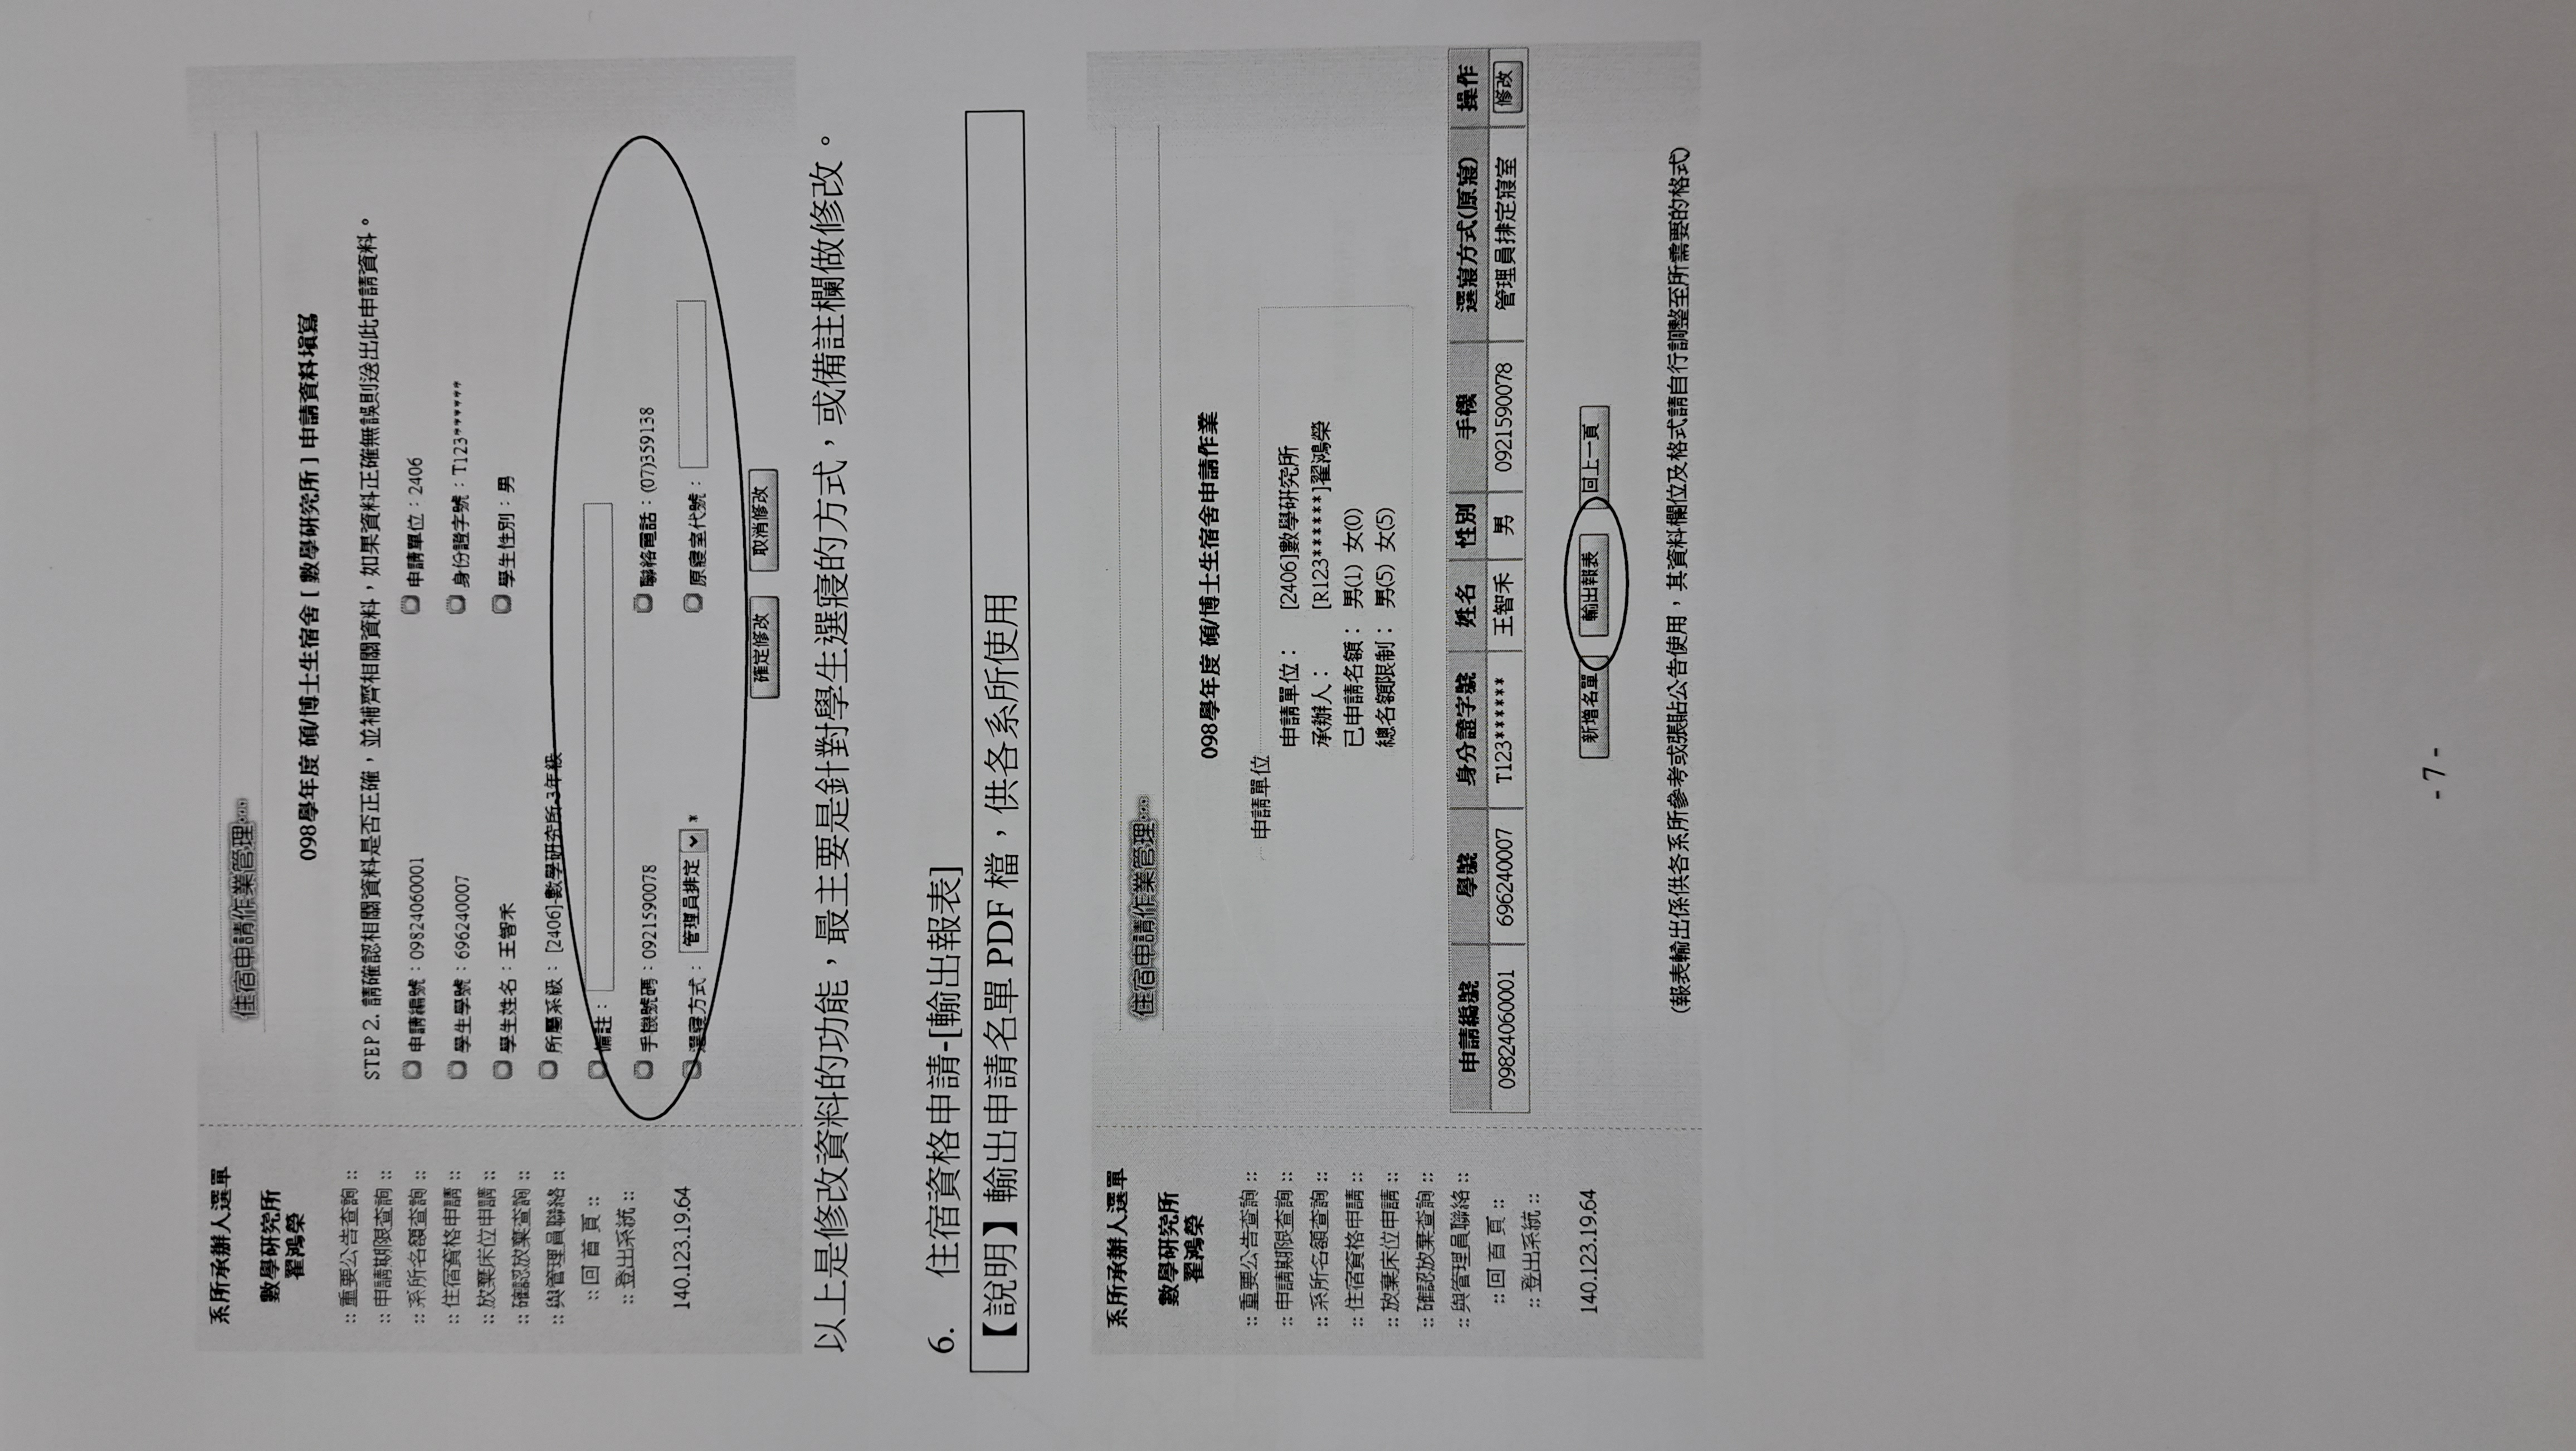 系所承辦人選單
數學研究所
翟鴻榮
:: 重要公告查詢 ::
:: 申請期限查詢 ::
:: 系所名額查詢 ::
:: 住宿資格申請 ::
:: 放棄床位申請 ::
:: 確認放棄查詢 ::
:: 與管理員聯絡 ::
:: 回 首 頁 ::
:: 登出系統 ::
140.123.19.64
住宿申請作業管理...
098學年度 碩/博士生宿舍 [ 數學研究所 ] 申請資料填寫
STEP 2. 請確認相關資料是否正確，並補齊相關資料，如果資料正確無誤則送出此申請資料。
申請編號：09824060001 申請單位：2406
學生學號：696240007 身份證字號：T123******
學生姓名：王智禾 學生性別：男
所屬系級： [2406]-數學研究所-3年級
備註：
手機號碼：0921590078 聯絡電話：(07)359138
選寢方式： 管理員排定 * 原寢室代號：
確定修改 取消修改
以上是修改資料的功能，最主要是針對學生選寢的方式，或備註欄做修改。
6. 住宿資格申請-[輸出報表]
【說明】輸出申請名單 PDF 檔，供各系所使用
系所承辦人選單
數學研究所
翟鴻榮
:: 重要公告查詢 ::
:: 申請期限查詢 ::
:: 系所名額查詢 ::
:: 住宿資格申請 ::
:: 放棄床位申請 ::
:: 確認放棄查詢 ::
:: 與管理員聯絡 ::
:: 回 首 頁 ::
:: 登出系統 ::
140.123.19.64
住宿申請作業管理...
098學年度 碩/博士生宿舍申請作業
申請單位
申請單位： [2406]數學研究所
承辦人： [R123******]翟鴻榮
已申請名額： 男(1) 女(0)
總名額限制： 男(5) 女(5)
申請編號 學號 身分證字號 姓名 性別 手機 選寢方式(原寢) 操作
09824060001 696240007 T123****** 王智禾 男 0921590078 管理員排定寢室 修改
新增名單 輸出報表 回上一頁
(報表輸出係供各系所參考或張貼公告使用，其資料欄位及格式請自行調整至所需要的格式)
- 7 -